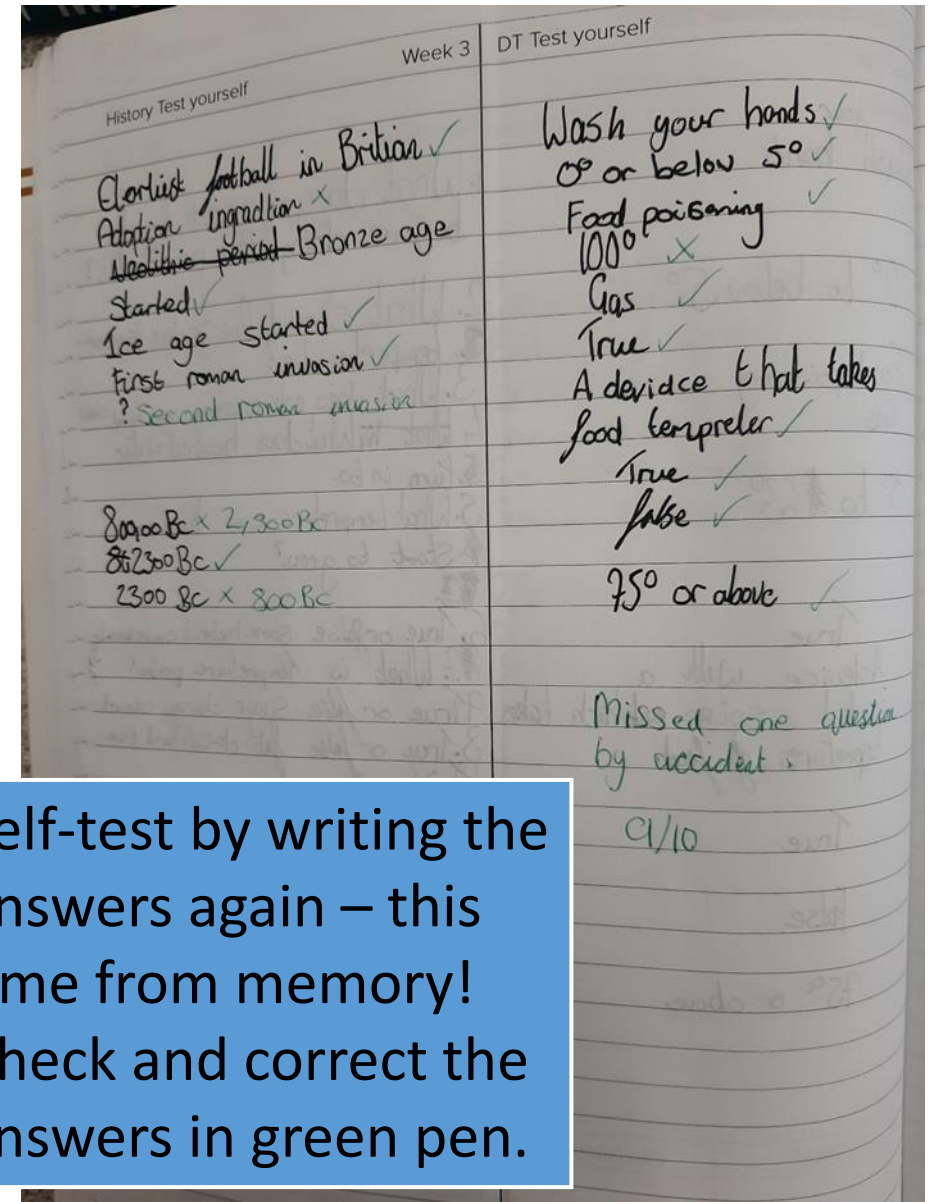 Week 3
History Test yourself
Earliest football in Britian ✓
Adation ingradtion ✗
Neolithic period Bronze age
Started ✓
Ice age started ✓
First roman invasion ✓
? Second roman invasion
80000 Bc ✗ 2,300 Bc
2300 Bc ✓
2300 Bc ✗ 800 Bc
DT Test yourself
Wash your hands ✓
0° or below 5° ✓
Food poisoning ✓
100° ✗
Gas ✓
True ✓
A devidce that takes
food tempreler ✓
True ✓
false ✓
75° or above ✓
Missed one question
by accident.
9/10
elf-test by writing the
nswers again – this
me from memory!
heck and correct the
nswers in green pen.